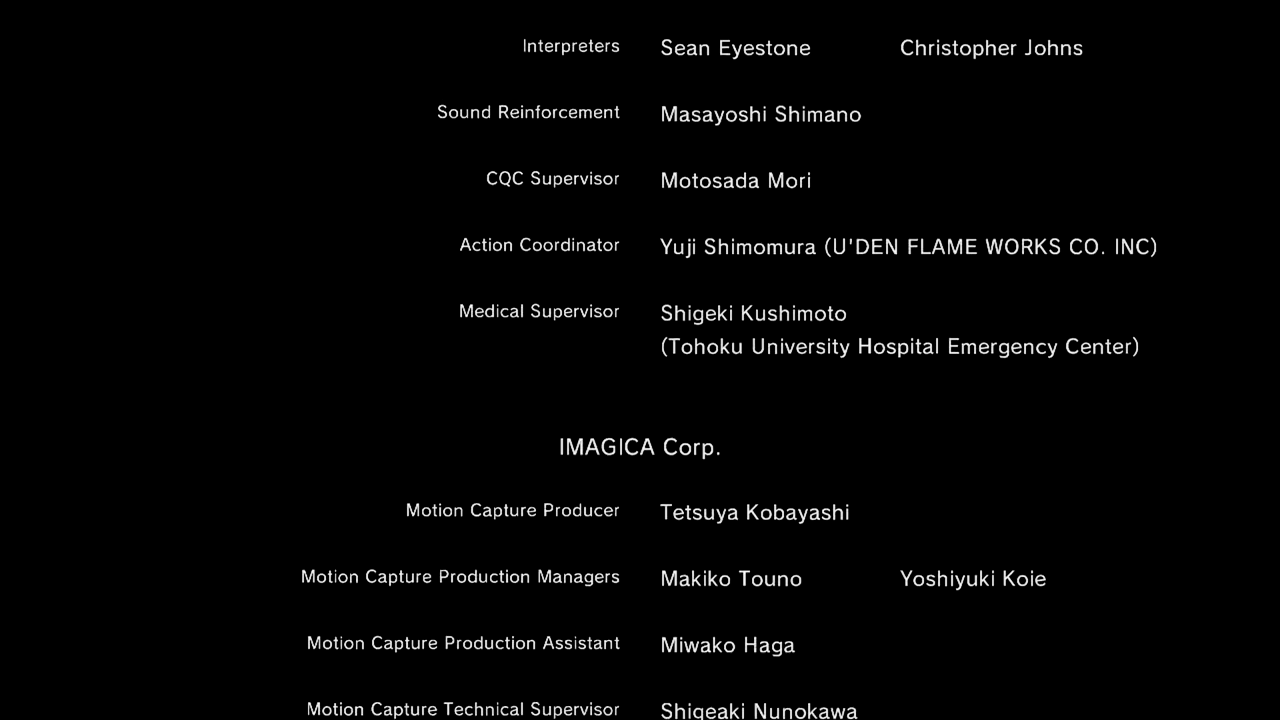 Interpreters Sean Eyestone Christopher Johns
Sound Reinforcement Masayoshi Shimano
CQC Supervisor Motosada Mori
Action Coordinator Yuji Shimomura (U'DEN FLAME WORKS CO. INC)
Medical Supervisor Shigeki Kushimoto
(Tohoku University Hospital Emergency Center)
IMAGICA Corp.
Motion Capture Producer Tetsuya Kobayashi
Motion Capture Production Managers Makiko Touno Yoshiyuki Koie
Motion Capture Production Assistant Miwako Haga
Motion Capture Technical Supervisor Shigeaki Nunokawa